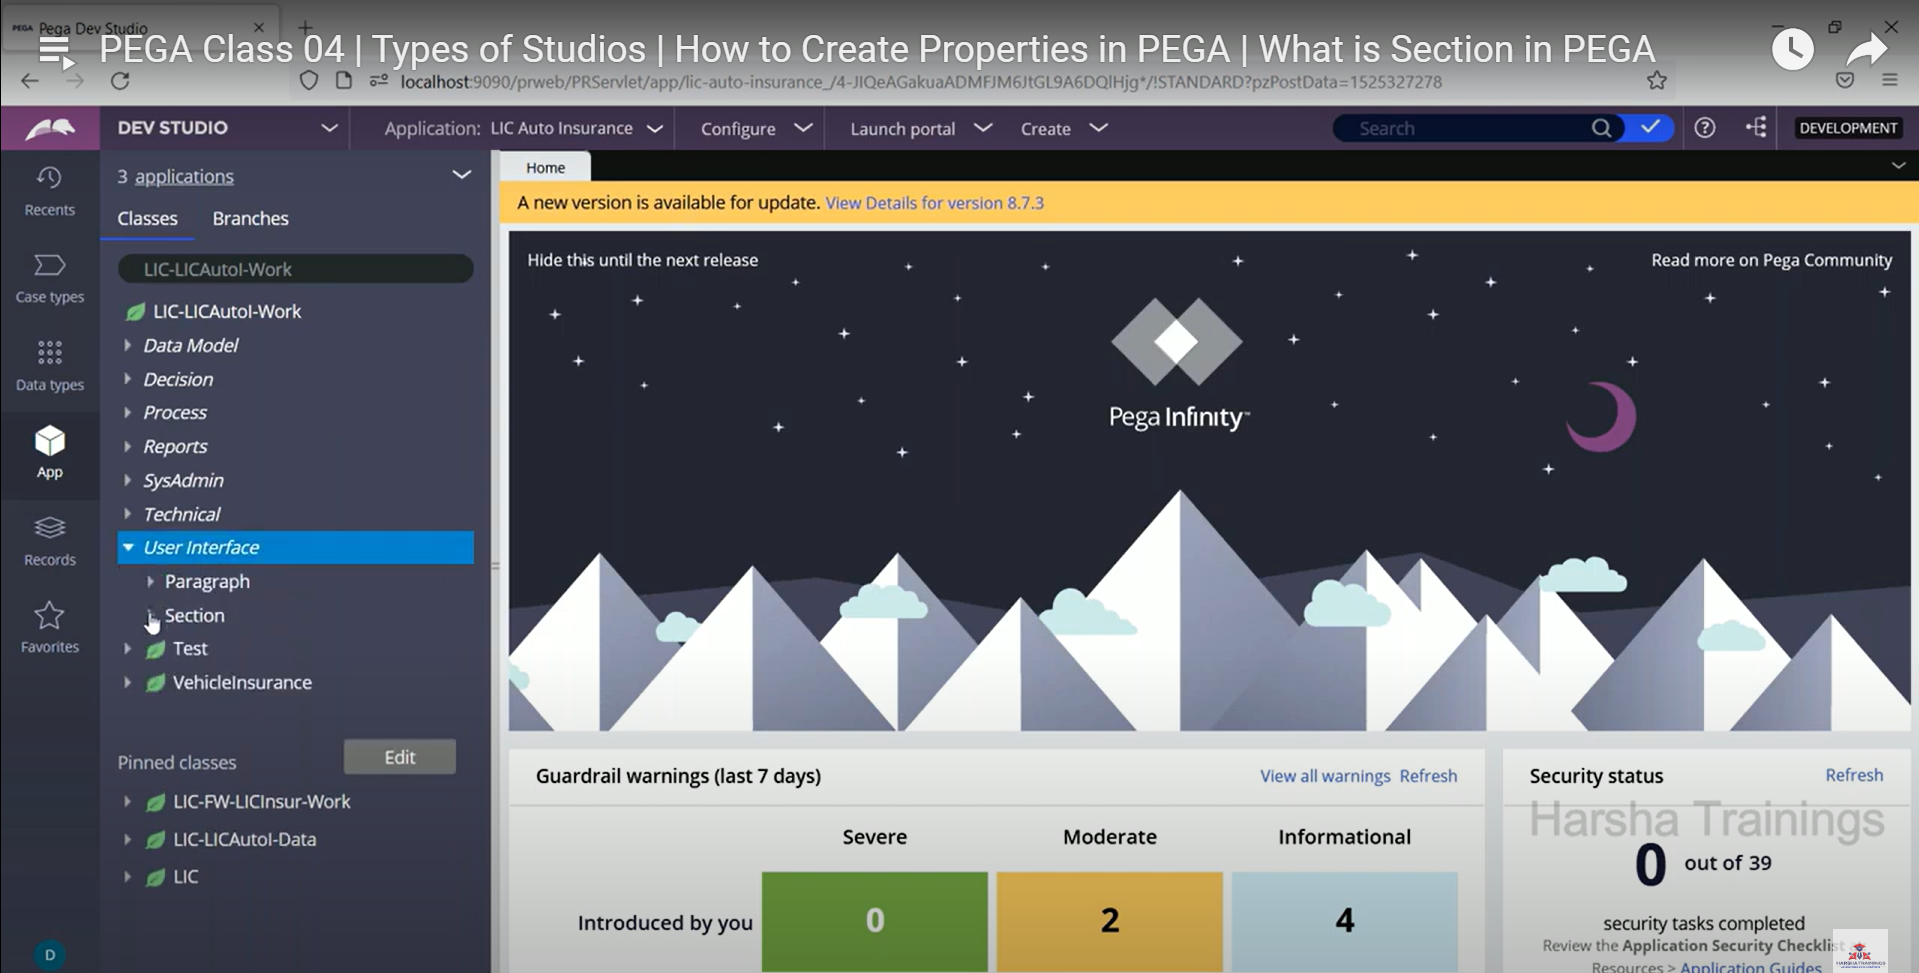 PEGA Pega Dev Studio
PEGA Class 04 | Types of Studios | How to Create Properties in PEGA | What is Section in PEGA
localhost:9090/prweb/PRServlet/app/lic-auto-insurance_/4-JIQeAGakuaADMFJM6JtGL9A6DQlHjg*/!STANDARD?pzPostData=1525327278
DEV STUDIO
Application: LIC Auto Insurance
Configure
Launch portal
Create
Search
DEVELOPMENT
Recents
Case types
Data types
App
Records
Favorites
D
3 applications
Classes
Branches
LIC-LICAutoI-Work
LIC-LICAutoI-Work
Data Model
Decision
Process
Reports
SysAdmin
Technical
User Interface
Paragraph
Section
Test
VehicleInsurance
Pinned classes
Edit
LIC-FW-LICInsur-Work
LIC-LICAutoI-Data
LIC
Home
A new version is available for update. View Details for version 8.7.3
Hide this until the next release
Read more on Pega Community
Pega Infinity™
Guardrail warnings (last 7 days)
View all warnings Refresh
Severe
Moderate
Informational
Introduced by you
0
2
4
Security status
Refresh
Harsha Trainings
0 out of 39
security tasks completed
Review the Application Security Checklist
Resources > Application Guides